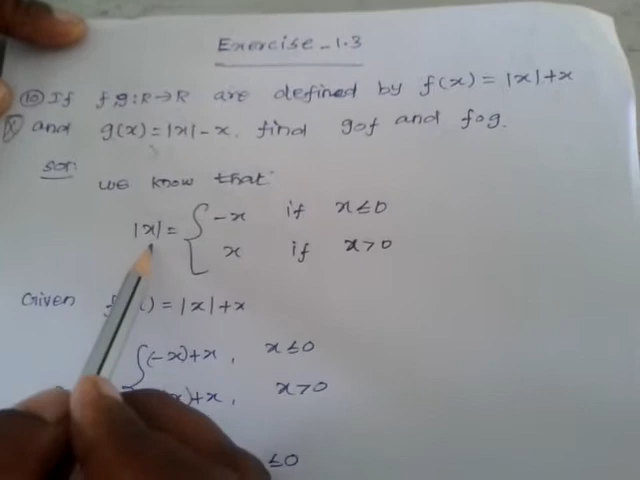 Exercise-1.3
⑩ If f,g:R→R are defined by f(x)=|x|+x
and g(x)=|x|-x, find gof and fog.
Sol:
we know that
|x|= { -x if x≤0
x if x>0
Given f( )=|x|+x
{ (-x)+x, x≤0
x)+x, x>0
≤0